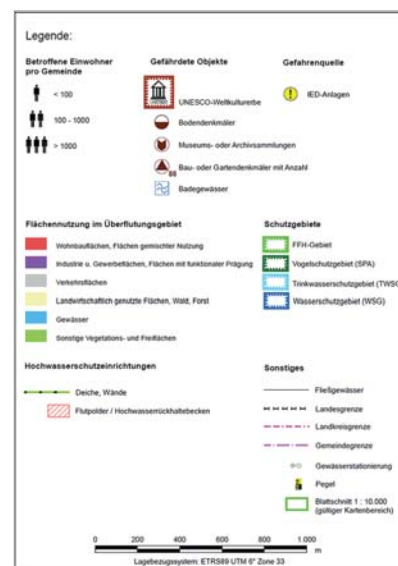 Legende:
Betroffene Einwohner
pro Gemeinde
< 100
100 - 1000
> 1000
Gefährdete Objekte
UNESCO-Weltkulturerbe
Bodendenkmäler
Museums- oder Archivsammlungen
88
Bau- oder Gartendenkmäler mit Anzahl
Badegewässer
Gefahrenquelle
IED-Anlagen
Flächennutzung im Überflutungsgebiet
Wohnbauflächen, Flächen gemischter Nutzung
Industrie u. Gewerbeflächen, Flächen mit funktionaler Prägung
Verkehrsflächen
Landwirtschaftlich genutzte Flächen, Wald, Forst
Gewässer
Sonstige Vegetations- und Freiflächen
Schutzgebiete
FFH-Gebiet
Vogelschutzgebiet (SPA)
Trinkwasserschutzgebiet (TWSG)
Wasserschutzgebiet (WSG)
Hochwasserschutzeinrichtungen
Deiche, Wände
Flutpolder / Hochwasserrückhaltebecken
Sonstiges
Fließgewässer
Landesgrenze
Landkreisgrenze
Gemeindegrenze
Gewässerstationierung
Pegel
Blattschnitt 1 : 10.000
(gültiger Kartenbereich)
0 200 400 600 800 1.000
m
Lagebezugssystem: ETRS89 UTM 6° Zone 33